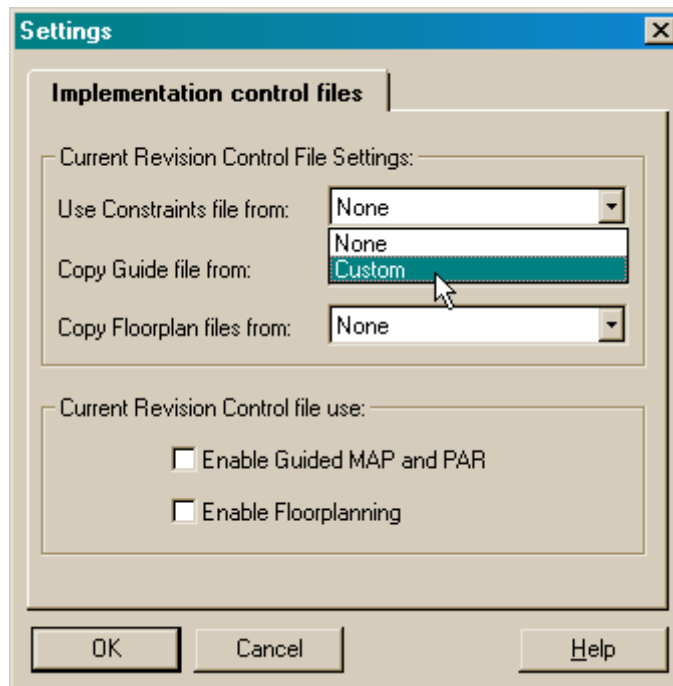 Settings
Implementation control files
Current Revision Control File Settings:
Use Constraints file from: None
None
Copy Guide file from: Custom
Copy Floorplan files from: None
Current Revision Control file use:
Enable Guided MAP and PAR
Enable Floorplanning
OK Cancel Help